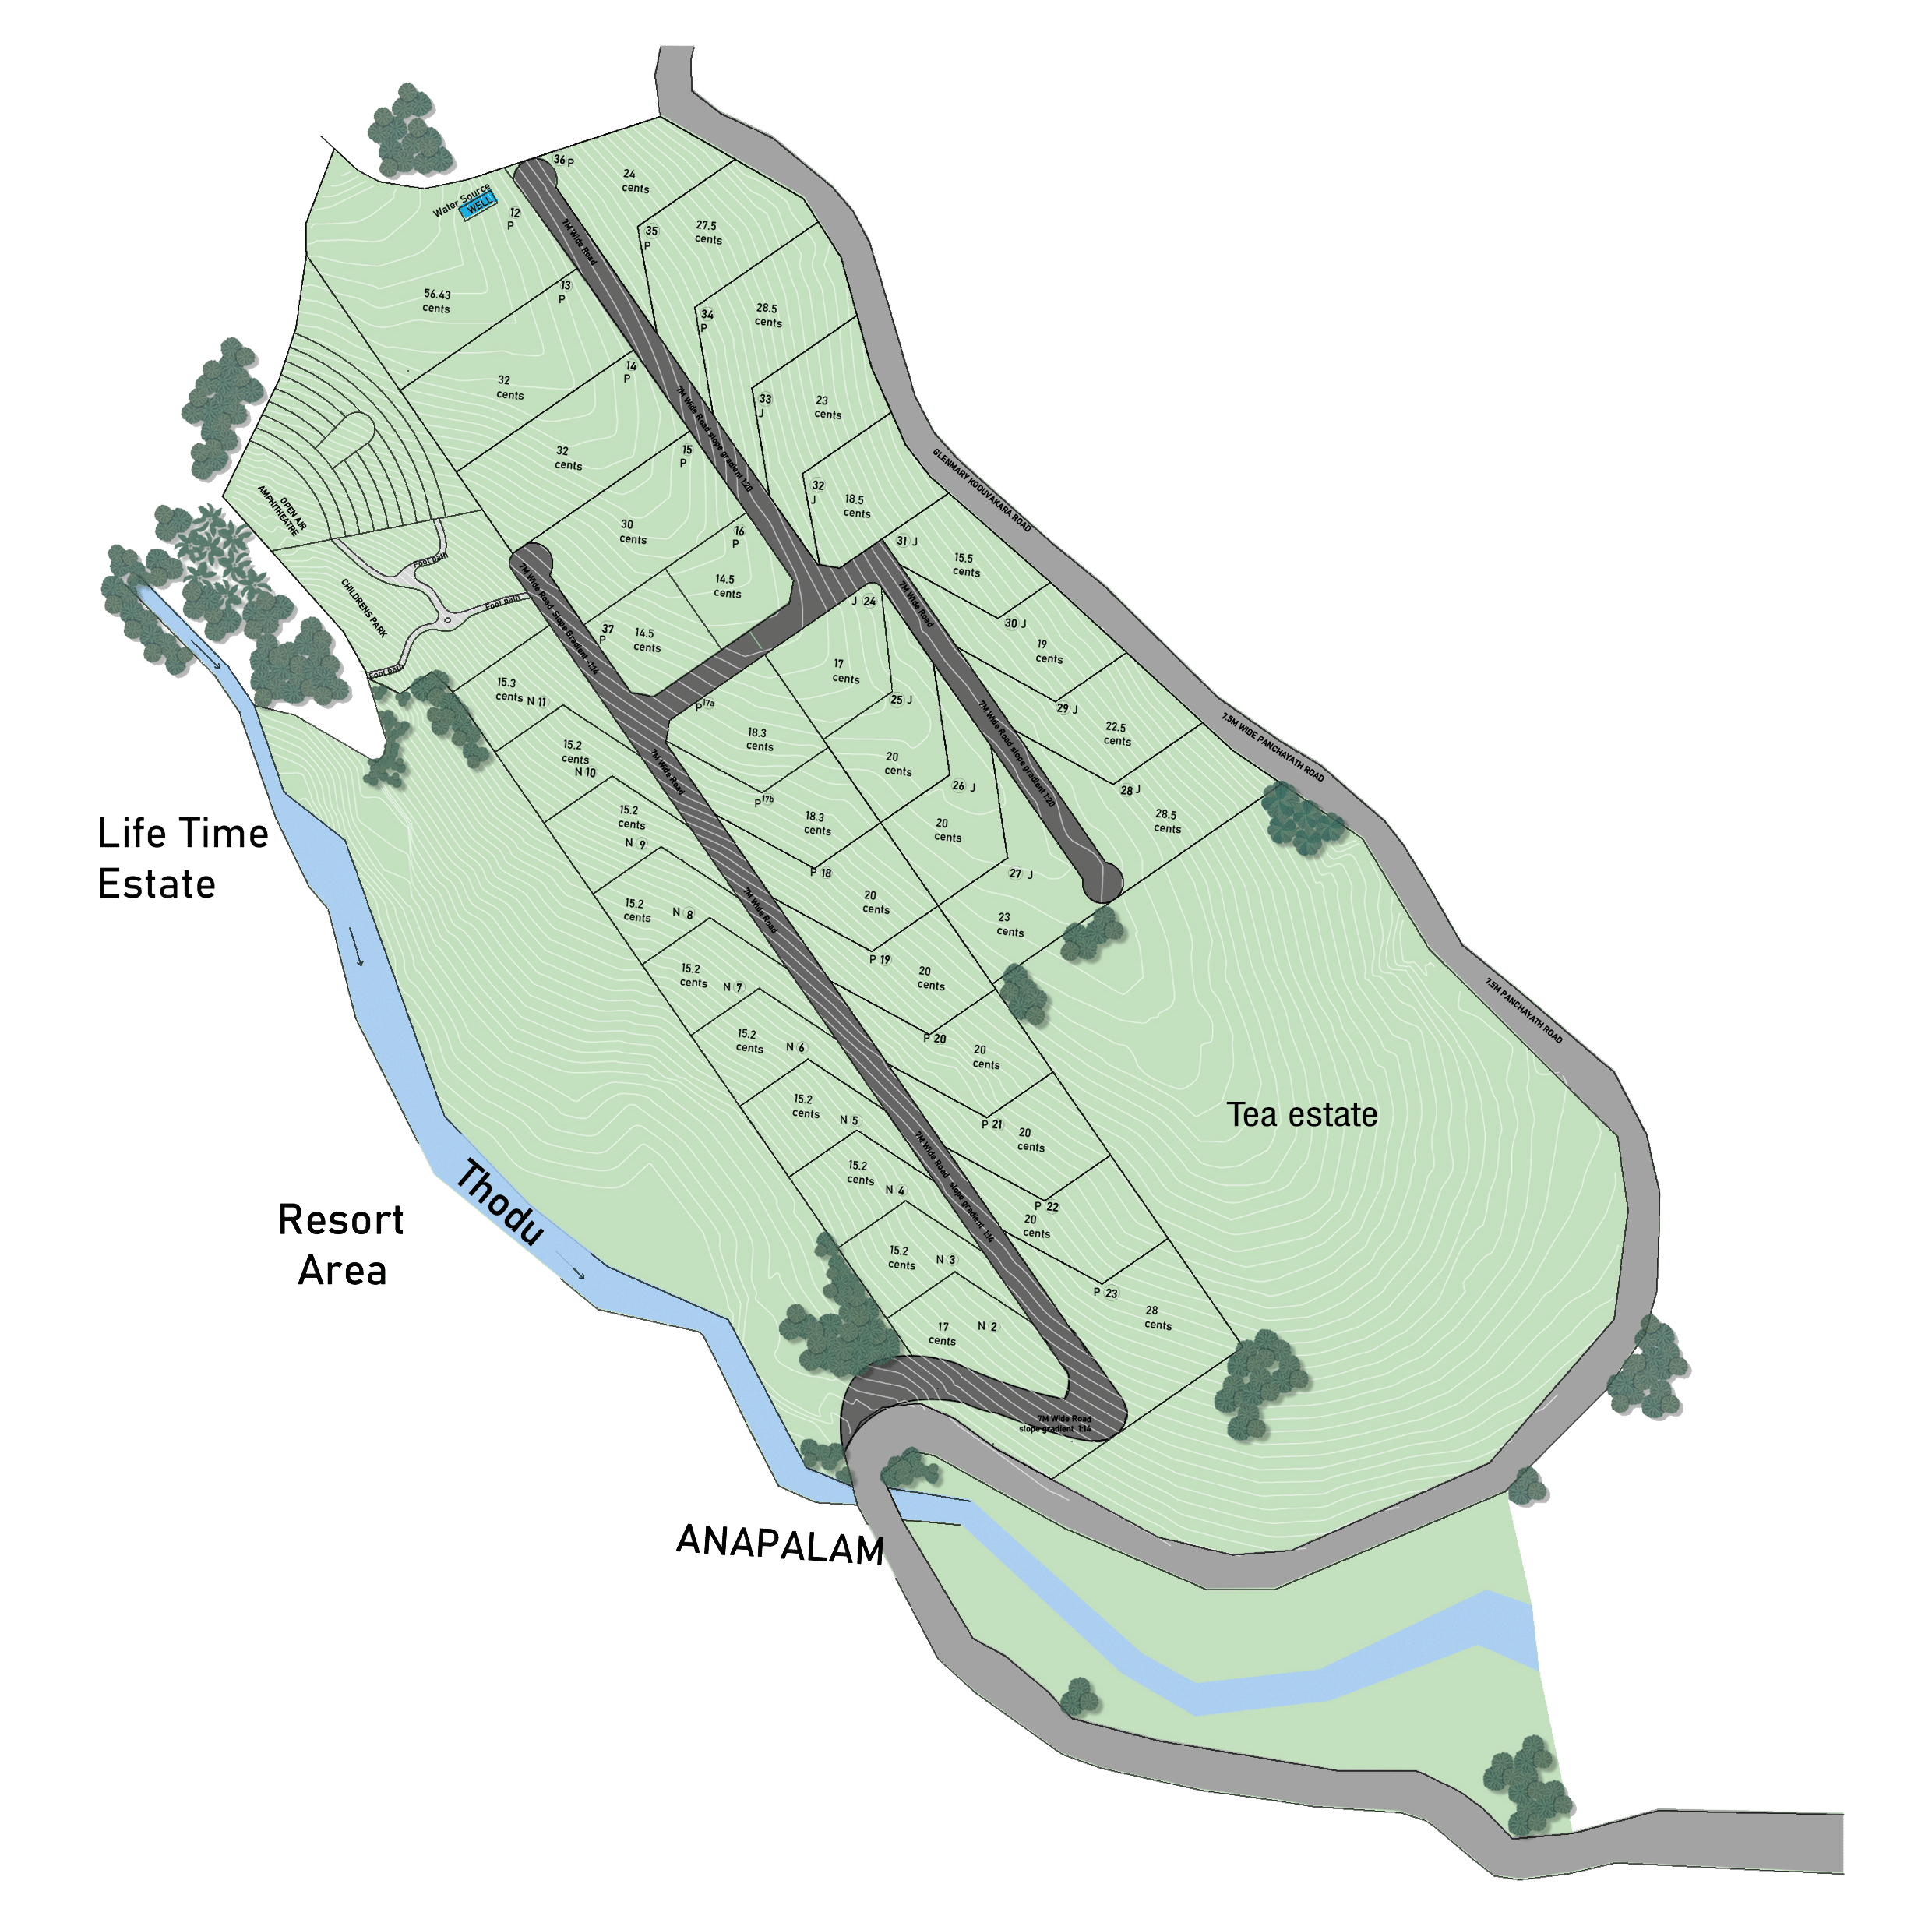 36 P
24
cents
Water Source
WELL
12
P
7M Wide Road
35
P
27.5
cents
56.43
cents
13
P
34
P
28.5
cents
32
cents
14
P
7M Wide Road slope gradient 1:20
33
J
23
cents
32
cents
15
P
32
J
18.5
cents
GLENMARY KODUVAKARA ROAD
OPEN AIR
AMPHITHEATRE
30
cents
16
P
14.5
cents
31 J
15.5
cents
Foot path
CHILDRENS PARK
Foot path
Foot path
7M Wide Road Slope Gradient 1:14
37
P
14.5
cents
J 24
7M Wide Road
30 J
19
cents
17
cents
15.3
cents N 11
P 17a
25 J
29 J
22.5
cents
7.5M WIDE PANCHAYATH ROAD
15.2
cents
N 10
18.3
cents
20
cents
7M Wide Road slope gradient 1:20
7M Wide Road
26 J
28 J
28.5
cents
P 17b
18.3
cents
20
cents
15.2
cents
N 9
Life Time
Estate
P 18
27 J
20
cents
23
cents
15.2
cents
N 8
7M Wide Road
P 19
20
cents
15.2
cents
N 7
7.5M PANCHAYATH ROAD
P 20
20
cents
15.2
cents
N 6
Tea estate
15.2
cents
N 5
P 21
20
cents
7M Wide Road slope gradient 1:14
15.2
cents
N 4
Thodu
P 22
20
cents
Resort
Area
15.2
cents
N 3
P 23
28
cents
17
cents
N 2
7M Wide Road
slope gradient 1:14
ANAPALAM